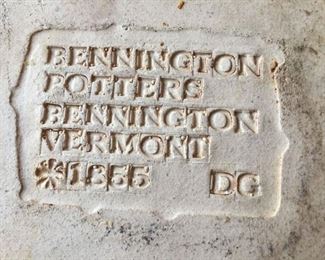 BENNINGTON
POTTERS
BENNINGTON
VERMONT
*1355 DG